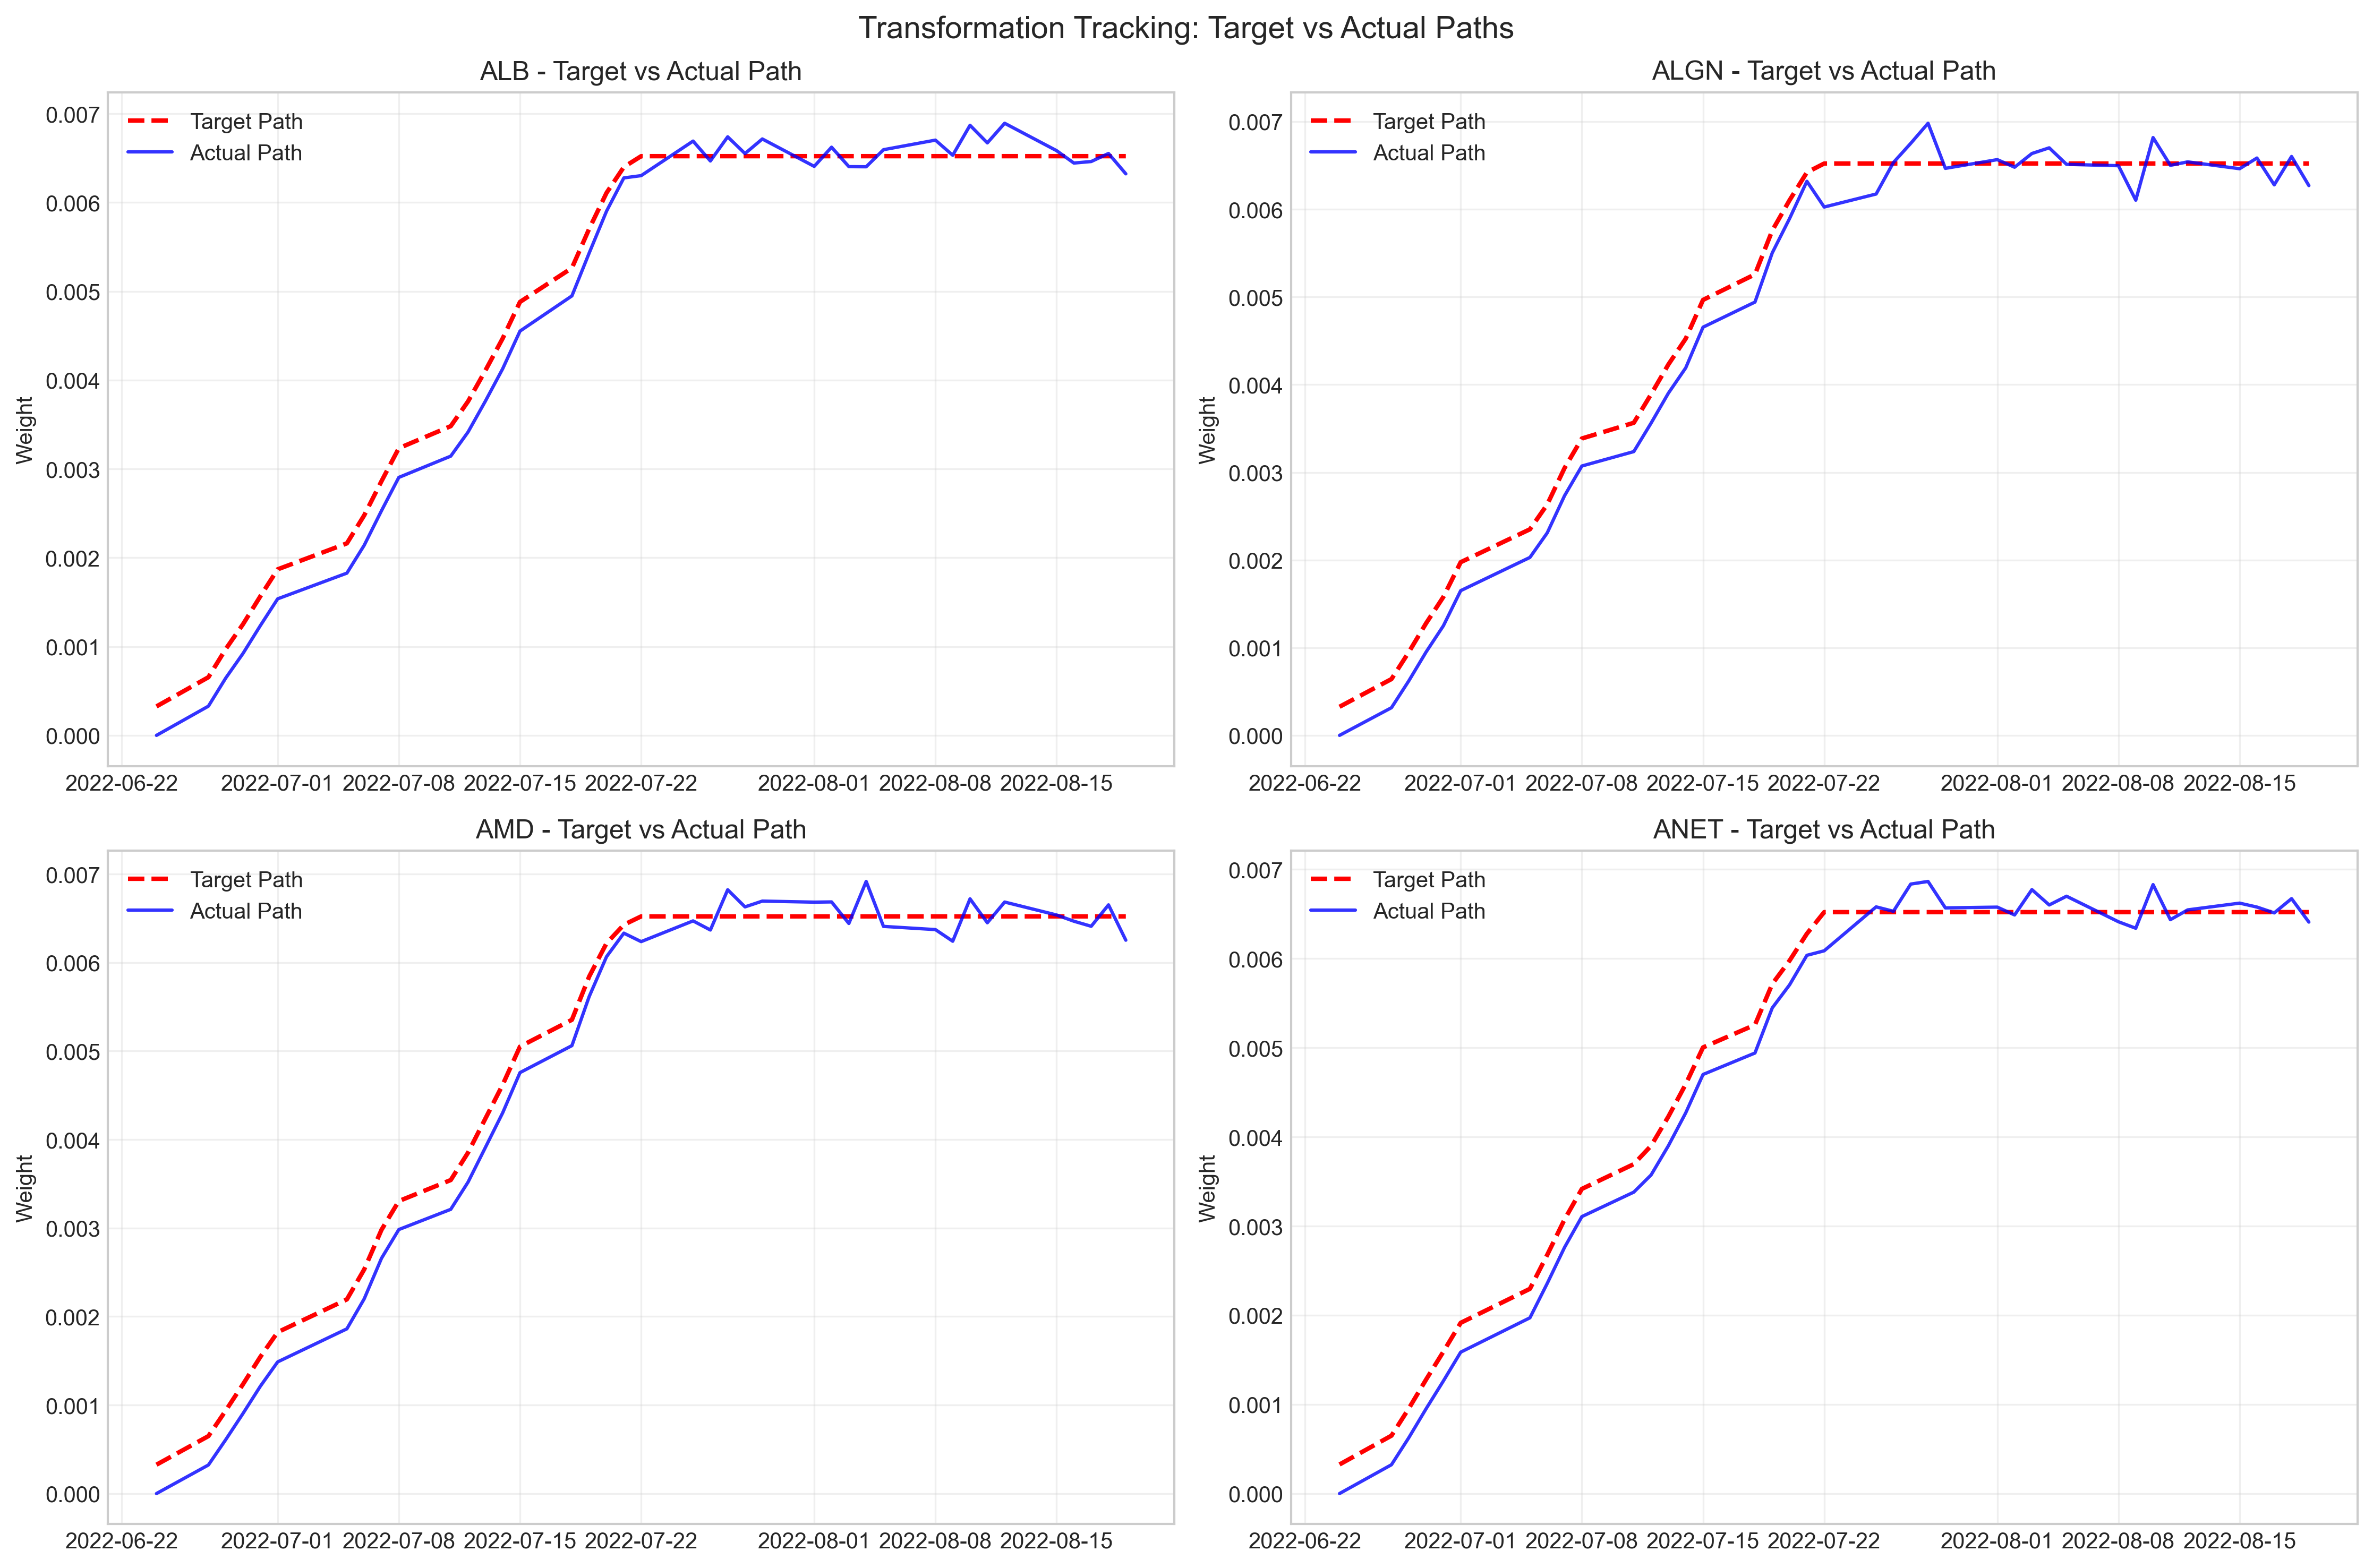 Transformation Tracking: Target vs Actual Paths
ALB - Target vs Actual Path
Target Path
Actual Path
Weight
0.007
0.006
0.005
0.004
0.003
0.002
0.001
0.000
2022-06-22 2022-07-01 2022-07-08 2022-07-15 2022-07-22 2022-08-01 2022-08-08 2022-08-15
ALGN - Target vs Actual Path
Target Path
Actual Path
Weight
0.007
0.006
0.005
0.004
0.003
0.002
0.001
0.000
2022-06-22 2022-07-01 2022-07-08 2022-07-15 2022-07-22 2022-08-01 2022-08-08 2022-08-15
AMD - Target vs Actual Path
Target Path
Actual Path
Weight
0.007
0.006
0.005
0.004
0.003
0.002
0.001
0.000
2022-06-22 2022-07-01 2022-07-08 2022-07-15 2022-07-22 2022-08-01 2022-08-08 2022-08-15
ANET - Target vs Actual Path
Target Path
Actual Path
Weight
0.007
0.006
0.005
0.004
0.003
0.002
0.001
0.000
2022-06-22 2022-07-01 2022-07-08 2022-07-15 2022-07-22 2022-08-01 2022-08-08 2022-08-15